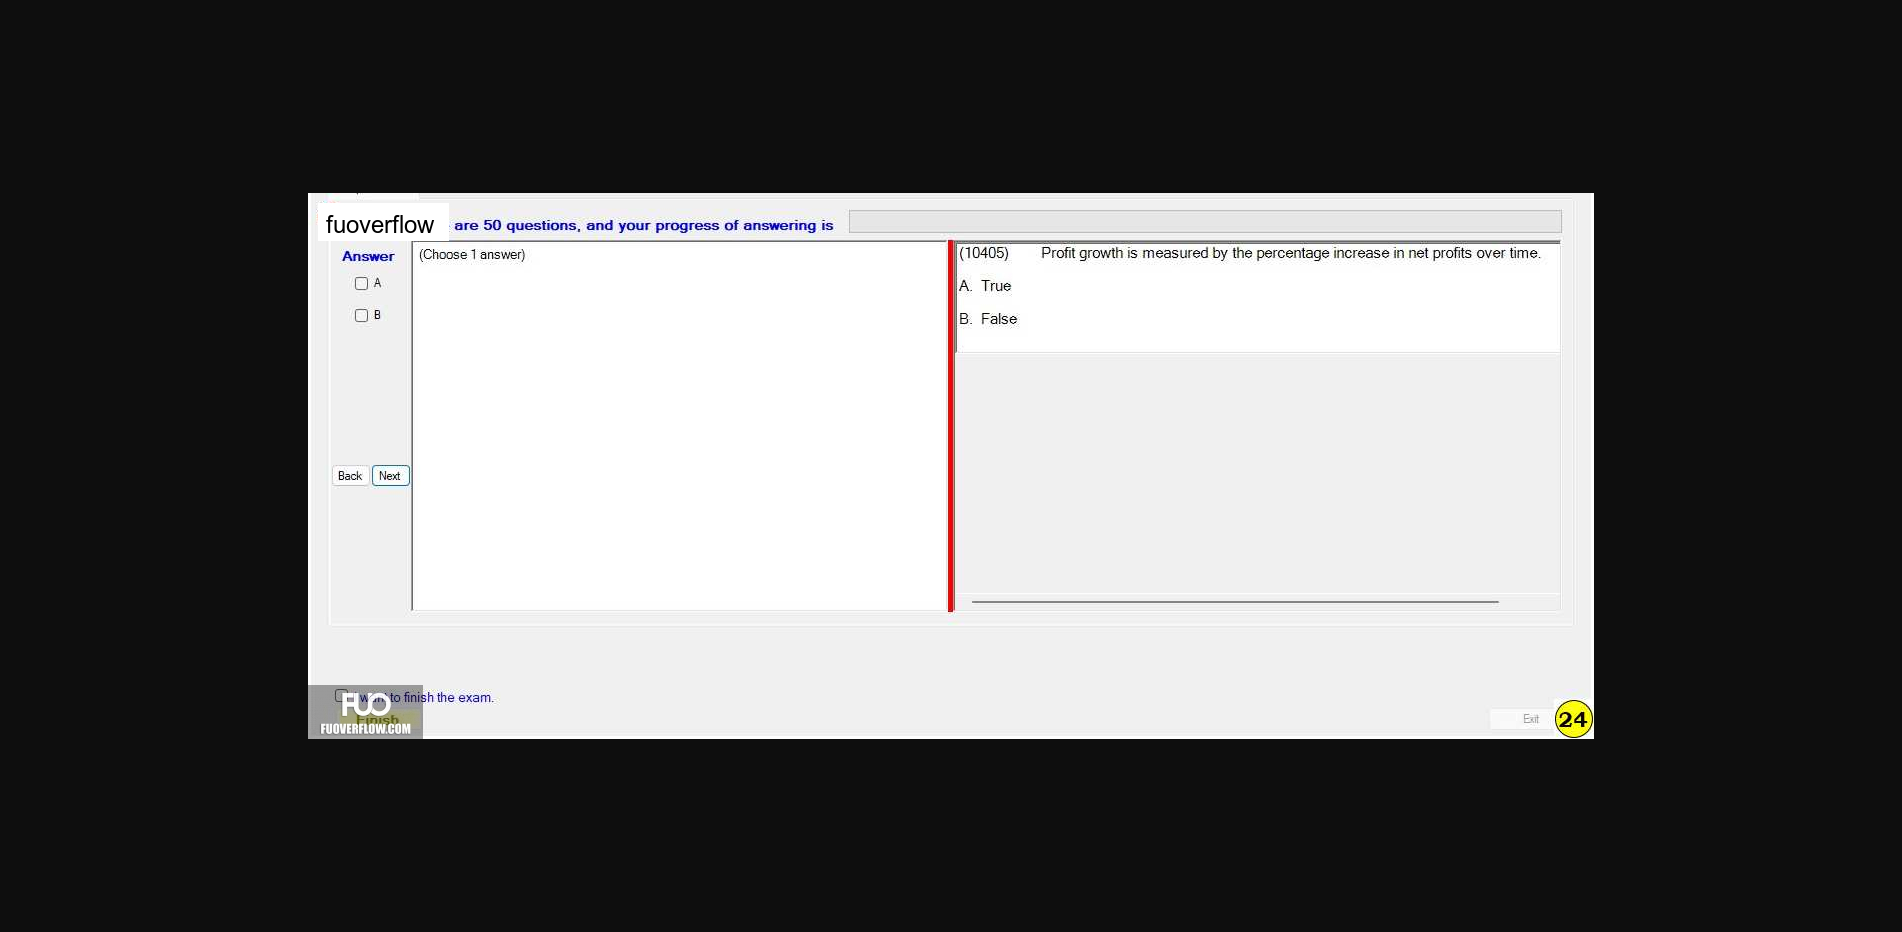 fuoverflow are 50 questions, and your progress of answering is
Answer
(Choose 1 answer)
A
B
(10405) Profit growth is measured by the percentage increase in net profits over time.
A. True
B. False
Back Next
want to finish the exam.
Finish
FUO
FUOVERFLOW.COM
Exit
24